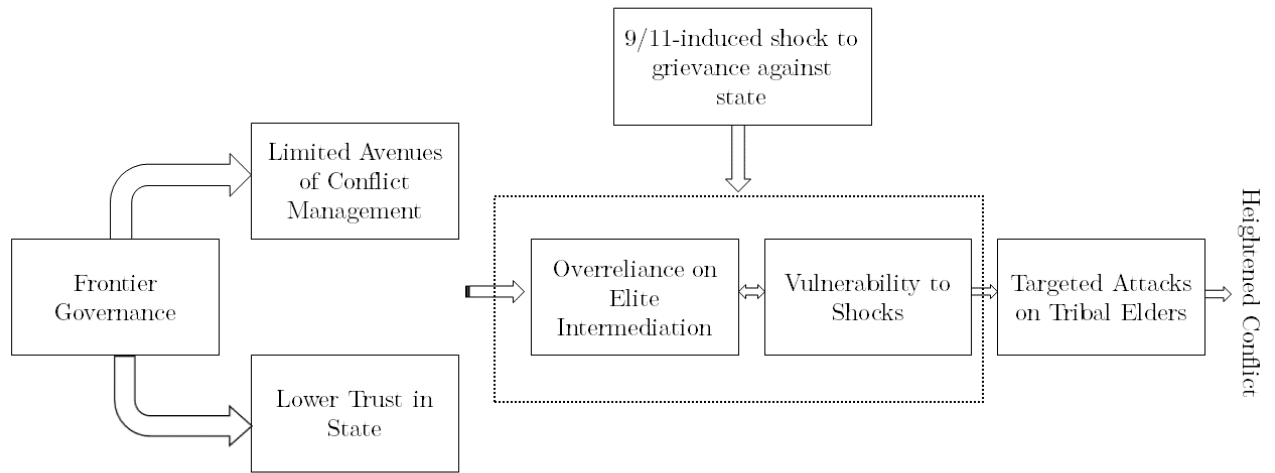 9/11-induced shock to
grievance against
state
Limited Avenues
of Conflict
Management
Frontier
Governance
Lower Trust in
State
Overreliance on
Elite
Intermediation
Vulnerability to
Shocks
Targeted Attacks
on Tribal Elders
Heightened Conflict